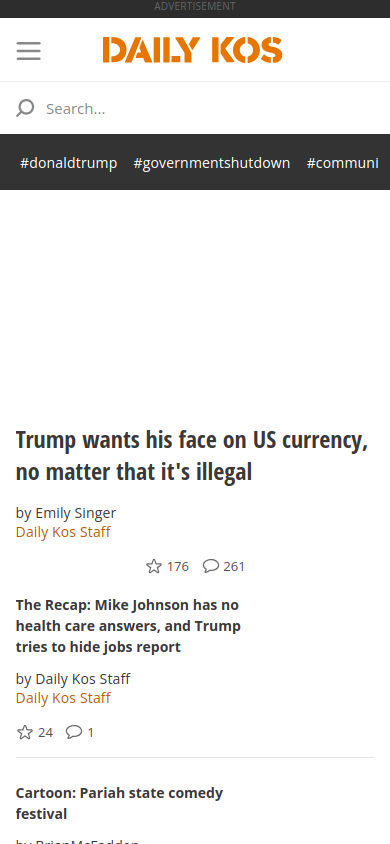 ADVERTISEMENT
DAILY KOS
Search...
#donaldtrump #governmentshutdown #communi
Trump wants his face on US currency,
no matter that it's illegal
by Emily Singer
Daily Kos Staff
176 261
The Recap: Mike Johnson has no
health care answers, and Trump
tries to hide jobs report
by Daily Kos Staff
Daily Kos Staff
24 1
Cartoon: Pariah state comedy
festival
by BrianMcFadden